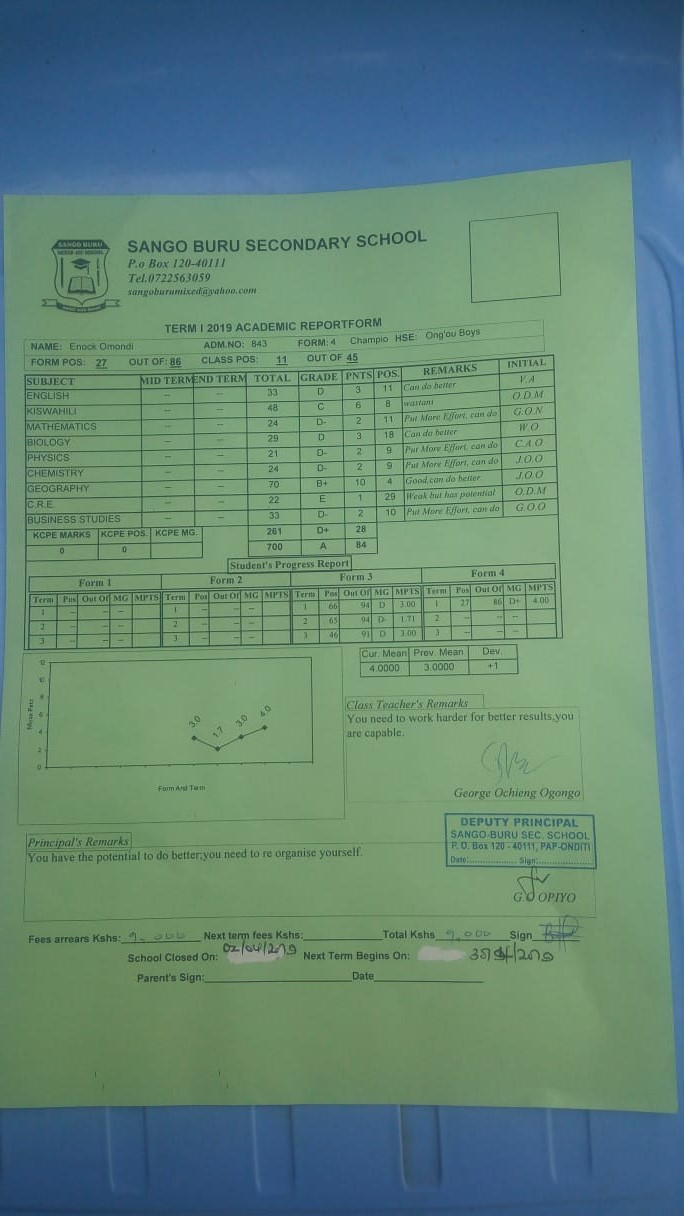 SANGO BURU
SANGO BURU SECONDARY SCHOOL
P.o Box 120-40111
Tel.0722563059
sangoburumixed@yahoo.com
TERM I 2019 ACADEMIC REPORTFORM
NAME: Enock Omondi ADM.NO: 843 FORM: 4 Champio HSE: Ong'ou Boys
FORM POS: 27 OUT OF: 86 CLASS POS: 11 OUT OF 45
SUBJECT MID TERM END TERM TOTAL GRADE PNTS POS. REMARKS INITIAL
ENGLISH -- -- 33 D 3 11 Can do better V.A
KISWAHILI -- -- 48 C 6 8 wastani O.D.M
MATHEMATICS -- -- 24 D- 2 11 Put More Effort, can do G.O.N
BIOLOGY -- -- 29 D 3 18 Can do better W.O
PHYSICS -- -- 21 D- 2 9 Put More Effort, can do C.A.O
CHEMISTRY -- -- 24 D- 2 9 Put More Effort, can do J.O.O
GEOGRAPHY -- -- 70 B+ 10 4 Good,can do better J.O.O
C.R.E -- -- 22 E 1 29 Weak but has potential O.D.M
BUSINESS STUDIES -- -- 33 D- 2 10 Put More Effort, can do G.O.O
KCPE MARKS KCPE POS. KCPE MG. 261 D+ 28
0 0 700 A 84
Student's Progress Report
Form 1 Form 2 Form 3 Form 4
Term Pos Out Of MG MPTS Term Pos Out Of MG MPTS Term Pos Out Of MG MPTS Term Pos Out Of MG MPTS
1 -- -- -- 1 -- -- -- 1 66 94 D 3.00 1 27 86 D+ 4.00
2 -- -- -- 2 -- -- -- 2 65 94 D- 1.71 2 -- -- --
3 -- -- -- 3 -- -- -- 3 46 91 D 3.00 3 -- -- --
Cur. Mean Prev. Mean Dev.
4.0000 3.0000 +1
12
10
8
6
4
2
0
3.0 1.7 3.0 4.0
Form And Term
Class Teacher's Remarks
You need to work harder for better results,you
are capable.
George Ochieng Ogongo
Principal's Remarks
You have the potential to do better;you need to re organise yourself.
DEPUTY PRINCIPAL
SANGO-BURU SEC. SCHOOL
P. O. Box 120 - 40111, PAP-ONDITI
Date: Sign:
G.O OPIYO
Fees arrears Kshs: 9,000 Next term fees Kshs: Total Kshs 9,000 Sign
School Closed On: 02/04/2019 Next Term Begins On:
Parent's Sign: Date